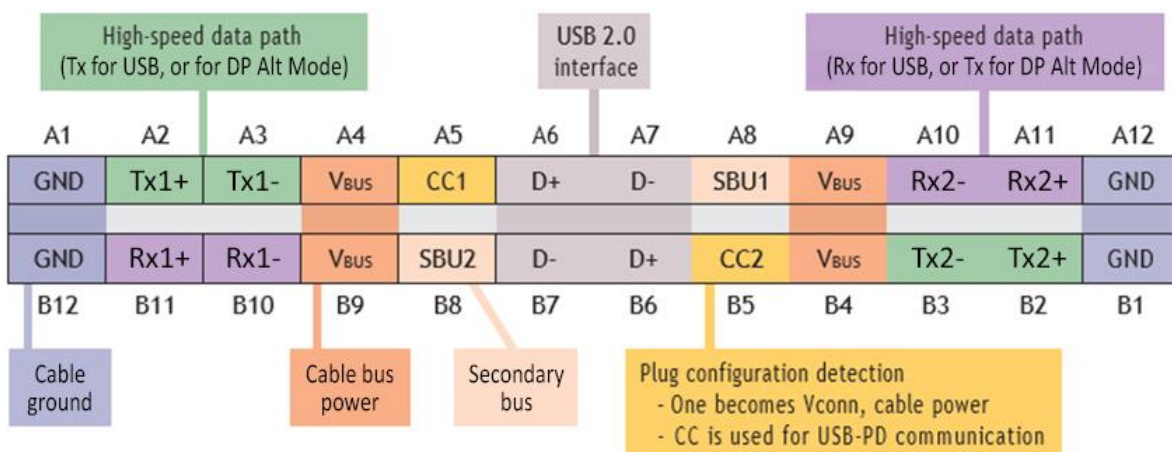 High-speed data path
(Tx for USB, or for DP Alt Mode)
USB 2.0
interface
High-speed data path
(Rx for USB, or Tx for DP Alt Mode)
A1 A2 A3 A4 A5 A6 A7 A8 A9 A10 A11 A12
GND Tx1+ Tx1- VBUS CC1 D+ D- SBU1 VBUS Rx2- Rx2+ GND
GND Rx1+ Rx1- VBUS SBU2 D- D+ CC2 VBUS Tx2- Tx2+ GND
B12 B11 B10 B9 B8 B7 B6 B5 B4 B3 B2 B1
Cable
ground
Cable bus
power
Secondary
bus
Plug configuration detection
- One becomes Vconn, cable power
- CC is used for USB-PD communication